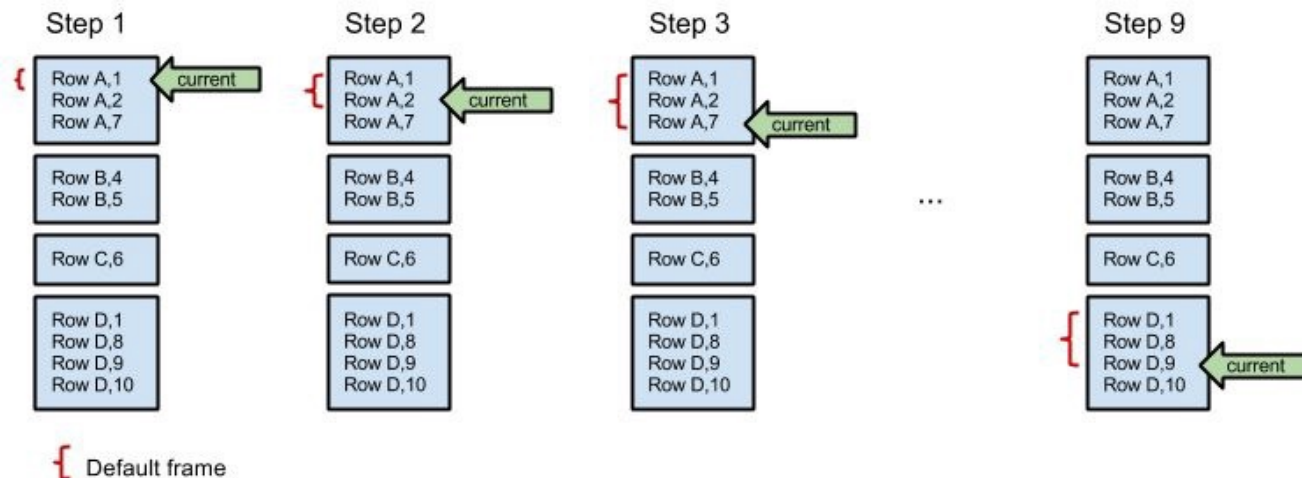 Step 1
Row A,1
Row A,2
Row A,7
Row B,4
Row B,5
Row C,6
Row D,1
Row D,8
Row D,9
Row D,10
current
Step 2
Row A,1
Row A,2
Row A,7
Row B,4
Row B,5
Row C,6
Row D,1
Row D,8
Row D,9
Row D,10
current
Step 3
Row A,1
Row A,2
Row A,7
Row B,4
Row B,5
Row C,6
Row D,1
Row D,8
Row D,9
Row D,10
current
...
Step 9
Row A,1
Row A,2
Row A,7
Row B,4
Row B,5
Row C,6
Row D,1
Row D,8
Row D,9
Row D,10
current
Default frame